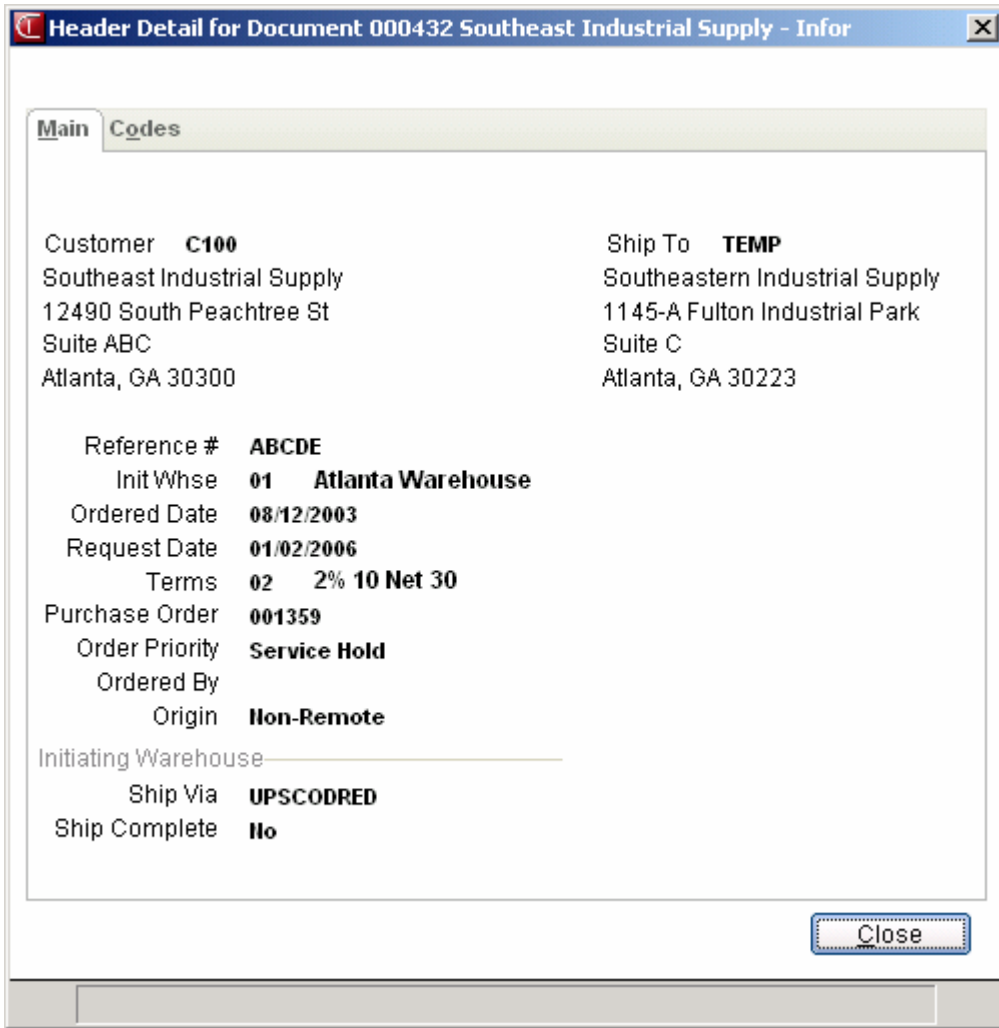 Header Detail for Document 000432 Southeast Industrial Supply - Infor
Main Codes
Customer C100 Ship To TEMP
Southeast Industrial Supply Southeastern Industrial Supply
12490 South Peachtree St 1145-A Fulton Industrial Park
Suite ABC Suite C
Atlanta, GA 30300 Atlanta, GA 30223
Reference # ABCDE
Init Whse 01 Atlanta Warehouse
Ordered Date 08/12/2003
Request Date 01/02/2006
Terms 02 2% 10 Net 30
Purchase Order 001359
Order Priority Service Hold
Ordered By
Origin Non-Remote
Initiating Warehouse
Ship Via UPSCODRED
Ship Complete No
Close